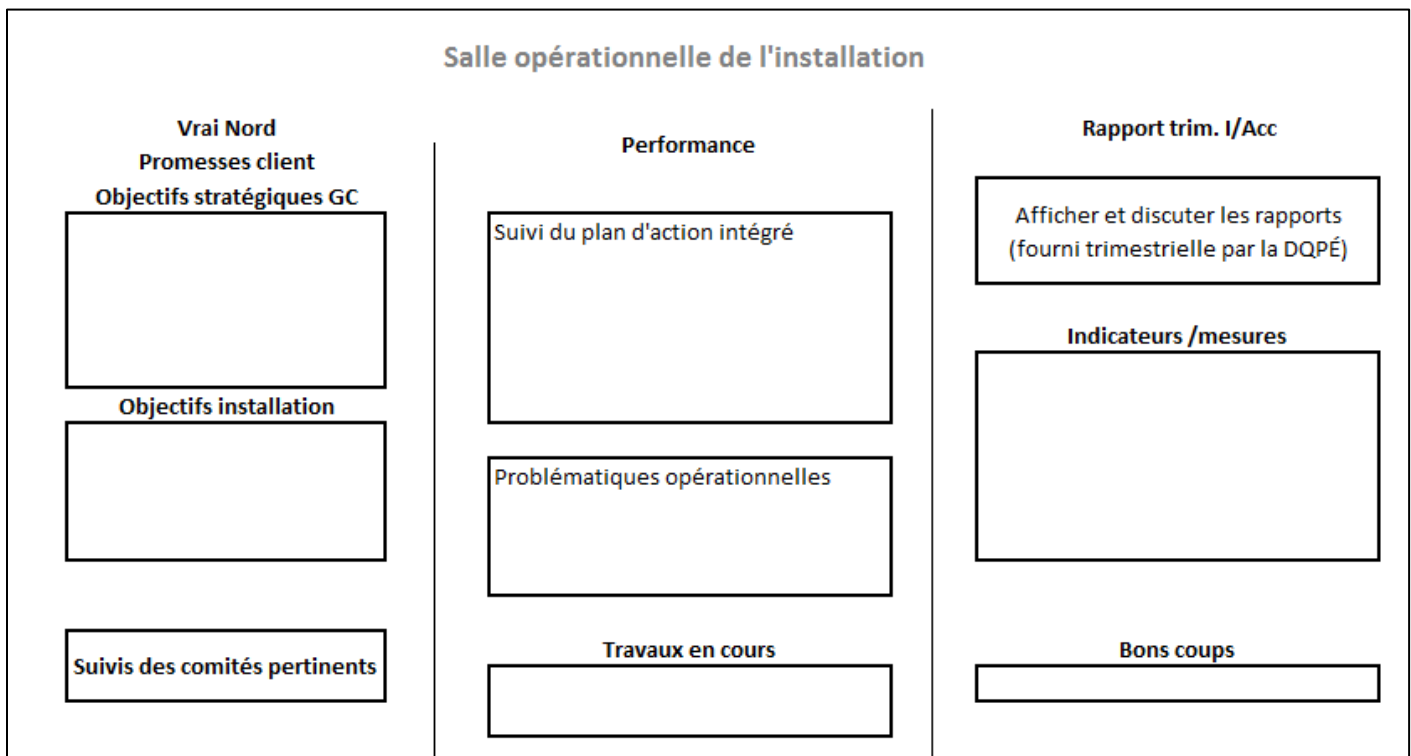 Salle opérationnelle de l'installation
Vrai Nord
Promesses client
Objectifs stratégiques GC
Objectifs installation
Suivis des comités pertinents
Performance
Suivi du plan d'action intégré
Problématiques opérationnelles
Travaux en cours
Rapport trim. I/Acc
Afficher et discuter les rapports
(fourni trimestrielle par la DQPÉ)
Indicateurs /mesures
Bons coups